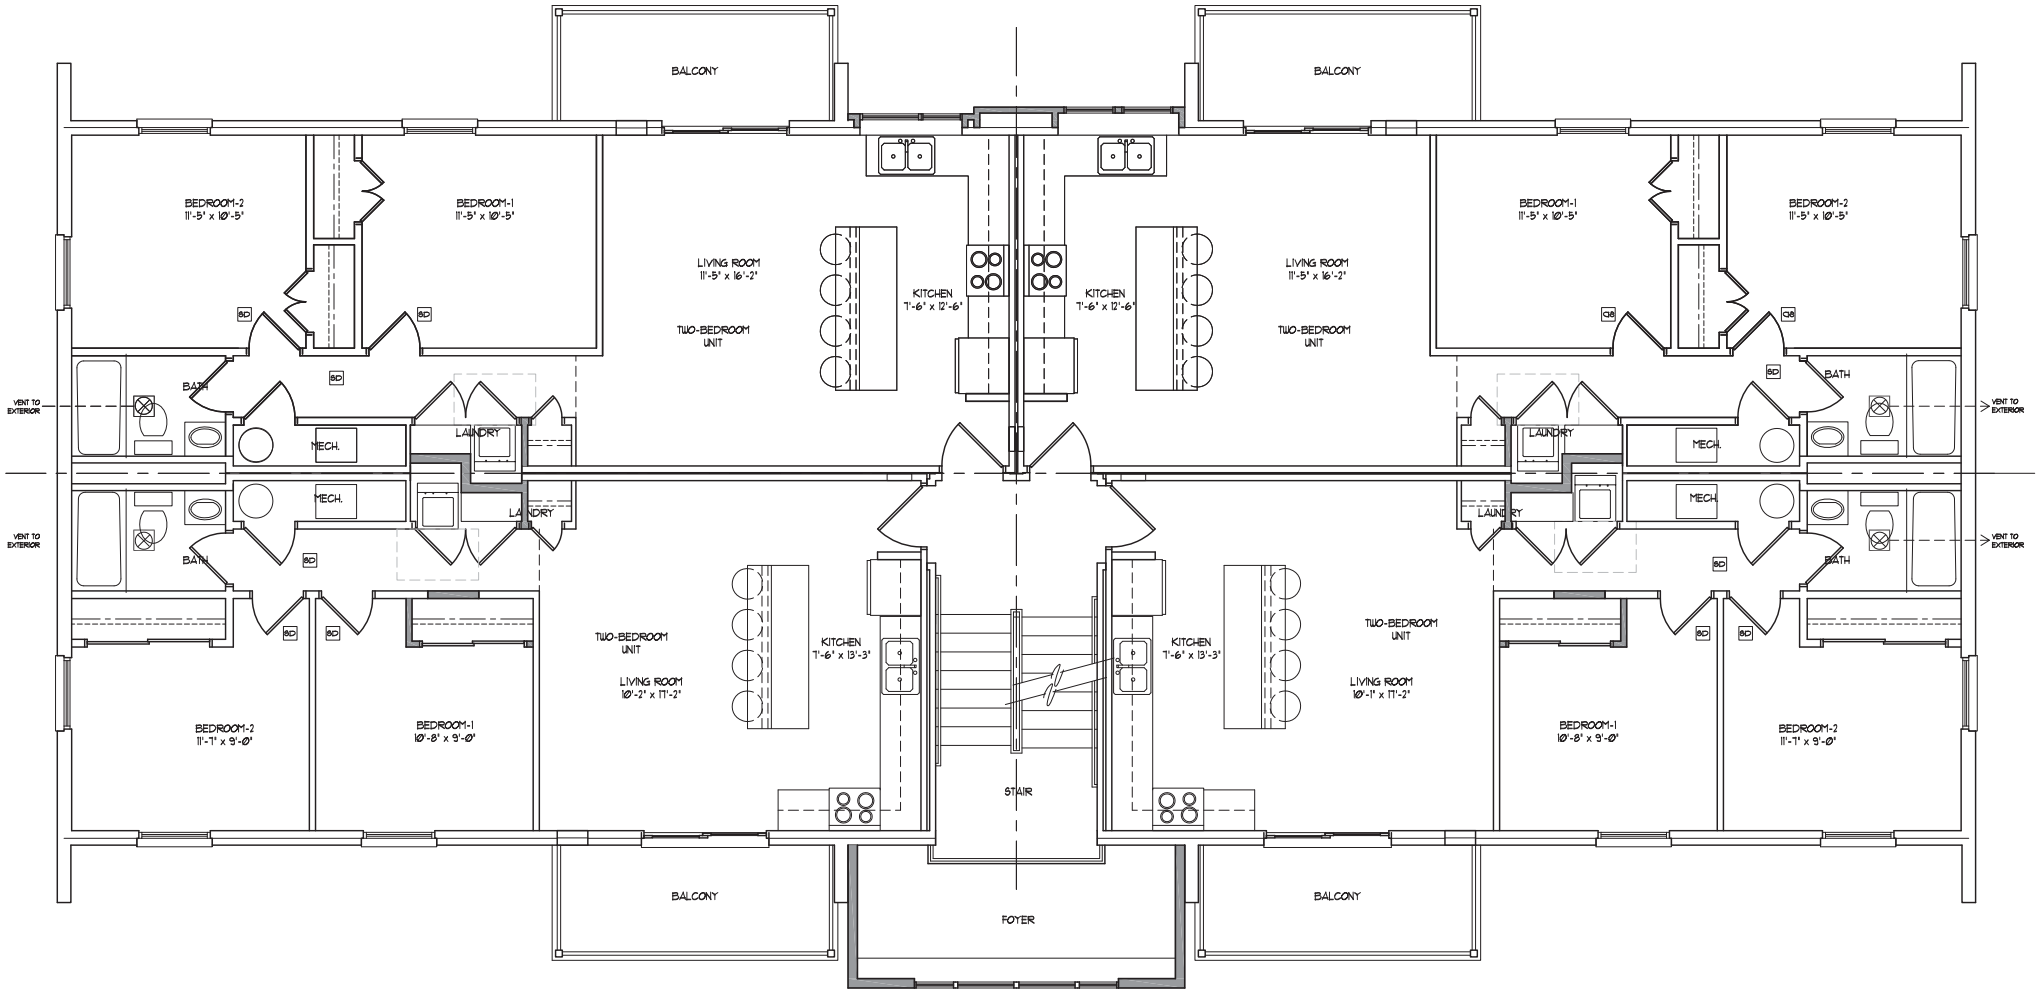 BALCONY
BALCONY
BEDROOM-2
11'-5" x 10'-5"
BEDROOM-1
11'-5" x 10'-5"
BEDROOM-1
11'-5" x 10'-5"
BEDROOM-2
11'-5" x 10'-5"
LIVING ROOM
11'-5" x 16'-2"
KITCHEN
7'-6" x 12'-6"
KITCHEN
7'-6" x 12'-6"
LIVING ROOM
11'-5" x 16'-2"
SD
SD
SD
SD
TWO-BEDROOM
UNIT
TWO-BEDROOM
UNIT
SD
SD
BATH
BATH
VENT TO
EXTERIOR
VENT TO
EXTERIOR
MECH.
LAUNDRY
LAUNDRY
MECH.
MECH.
LAUNDRY
LAUNDRY
MECH.
VENT TO
EXTERIOR
VENT TO
EXTERIOR
BATH
SD
SD
BATH
SD
SD
SD
SD
TWO-BEDROOM
UNIT
KITCHEN
7'-6" x 13'-3"
KITCHEN
7'-6" x 13'-3"
TWO-BEDROOM
UNIT
LIVING ROOM
10'-2" x 17'-2"
LIVING ROOM
10'-1" x 17'-2"
BEDROOM-2
11'-7" x 9'-0"
BEDROOM-1
10'-8" x 9'-0"
BEDROOM-1
10'-8" x 9'-0"
BEDROOM-2
11'-7" x 9'-0"
STAIR
BALCONY
FOYER
BALCONY